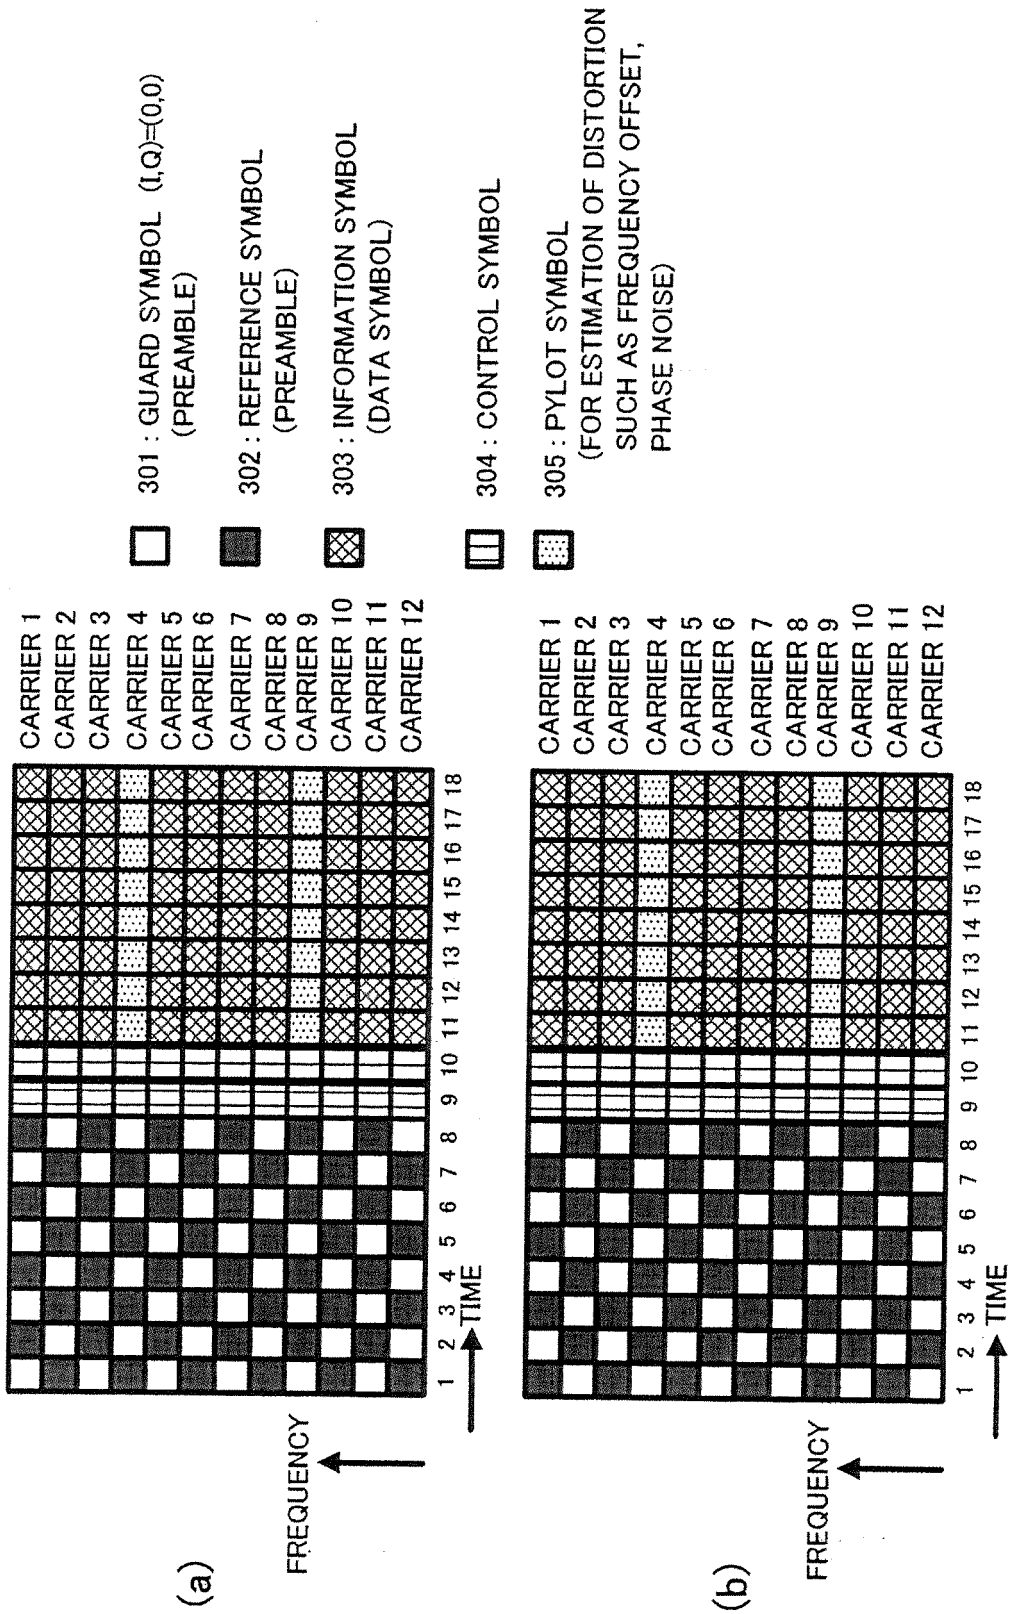 (a)
FREQUENCY
CARRIER 1
CARRIER 2
CARRIER 3
CARRIER 4
CARRIER 5
CARRIER 6
CARRIER 7
CARRIER 8
CARRIER 9
CARRIER 10
CARRIER 11
CARRIER 12
1 2 3 4 5 6 7 8 9 10 11 12 13 14 15 16 17 18
TIME
301 : GUARD SYMBOL (I,Q)=(0,0)
(PREAMBLE)
302 : REFERENCE SYMBOL
(PREAMBLE)
303 : INFORMATION SYMBOL
(DATA SYMBOL)
304 : CONTROL SYMBOL
305 : PYLOT SYMBOL
(FOR ESTIMATION OF DISTORTION
SUCH AS FREQUENCY OFFSET,
PHASE NOISE)
(b)
FREQUENCY
CARRIER 1
CARRIER 2
CARRIER 3
CARRIER 4
CARRIER 5
CARRIER 6
CARRIER 7
CARRIER 8
CARRIER 9
CARRIER 10
CARRIER 11
CARRIER 12
1 2 3 4 5 6 7 8 9 10 11 12 13 14 15 16 17 18
TIME